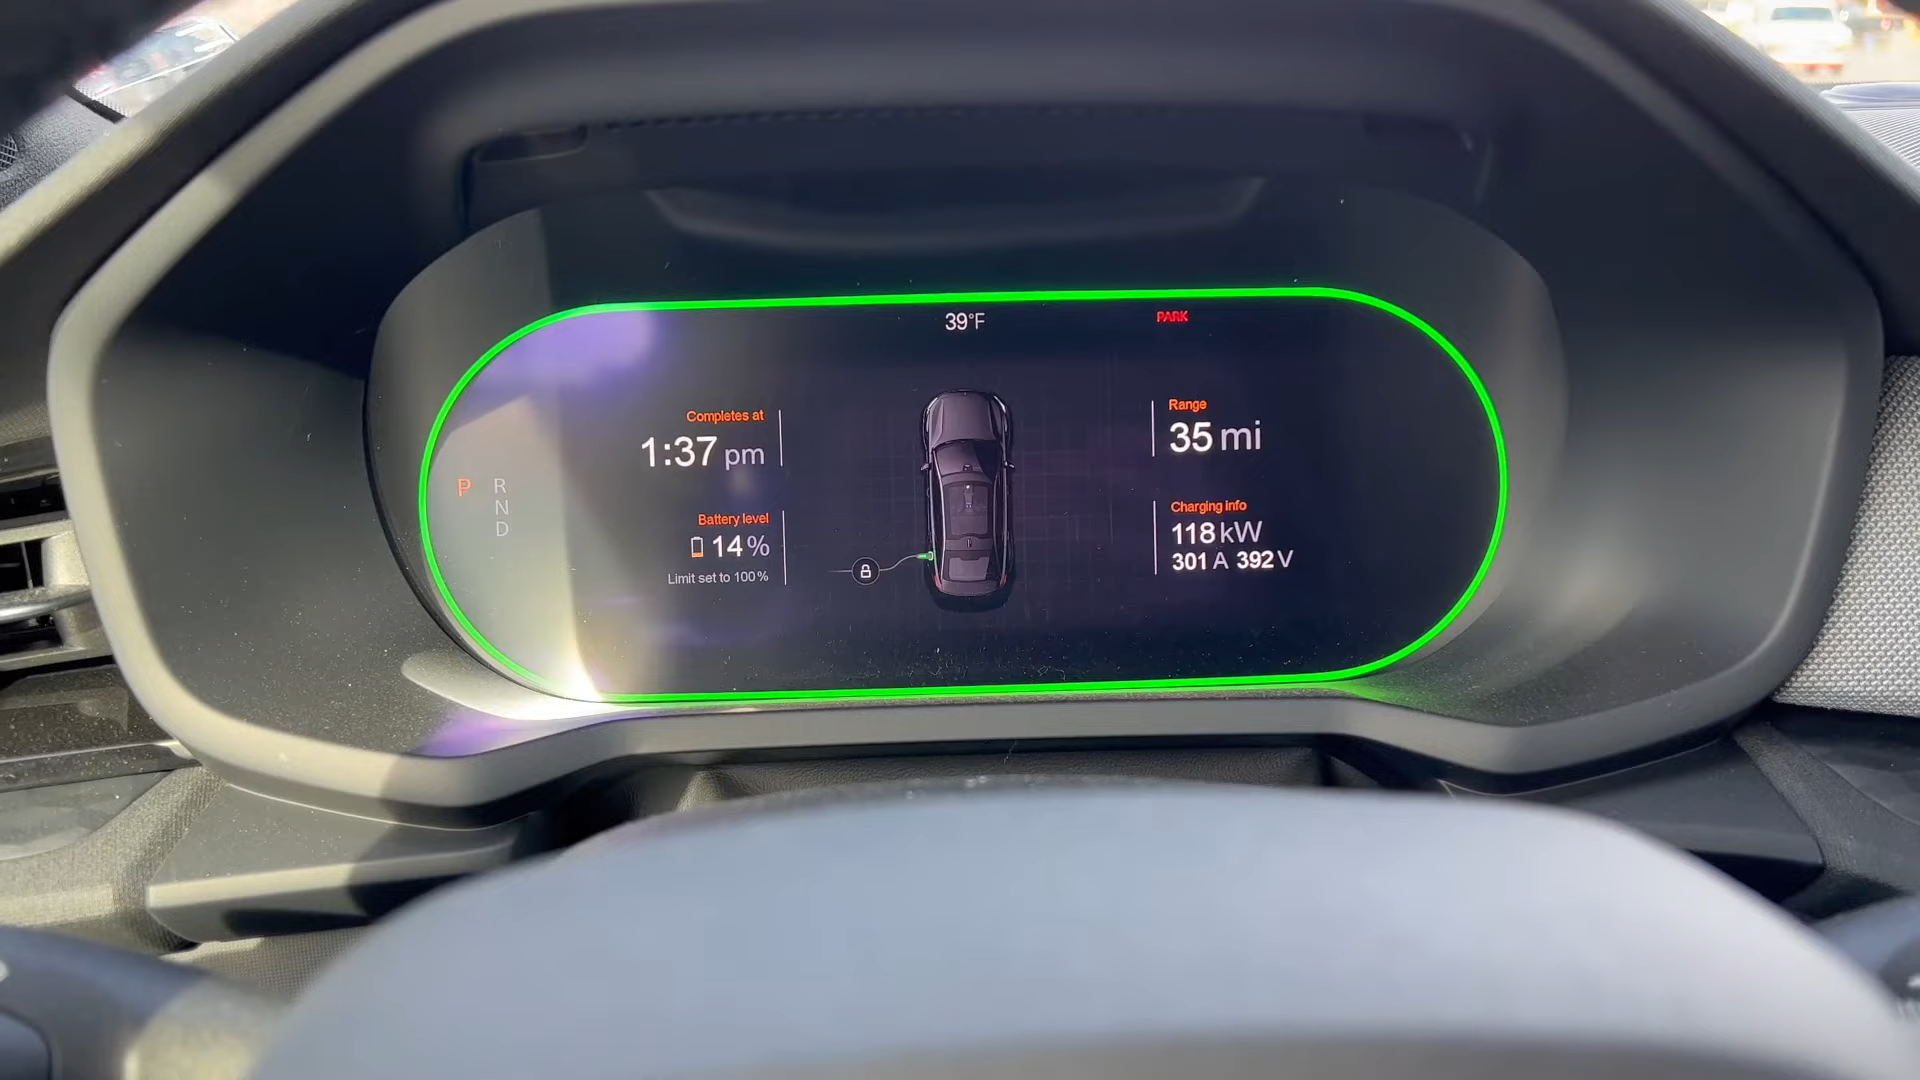 39°F
PARK
Completes at
1:37 pm
Range
35 mi
P
R
N
D
Battery level
14%
Limit set to 100%
Charging info
118 kW
301 A 392 V